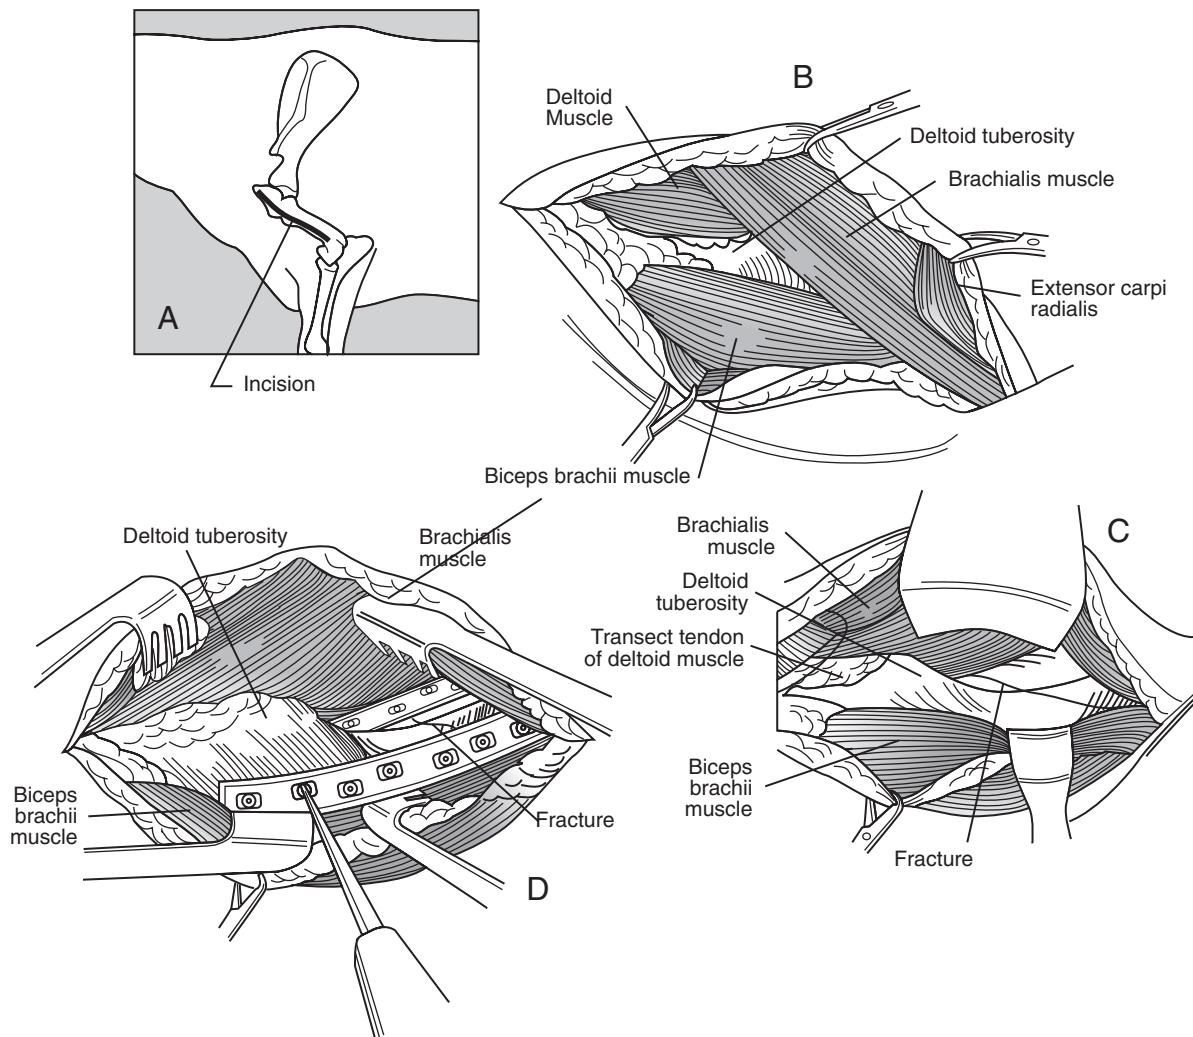 A
Incision
B
Deltoid
Muscle
Deltoid tuberosity
Brachialis muscle
Extensor carpi
radialis
Biceps brachii muscle
C
Brachialis
muscle
Deltoid
tuberosity
Transect tendon
of deltoid muscle
Biceps
brachii
muscle
Fracture
Deltoid tuberosity
Brachialis
muscle
Biceps
brachii
muscle
Fracture
D